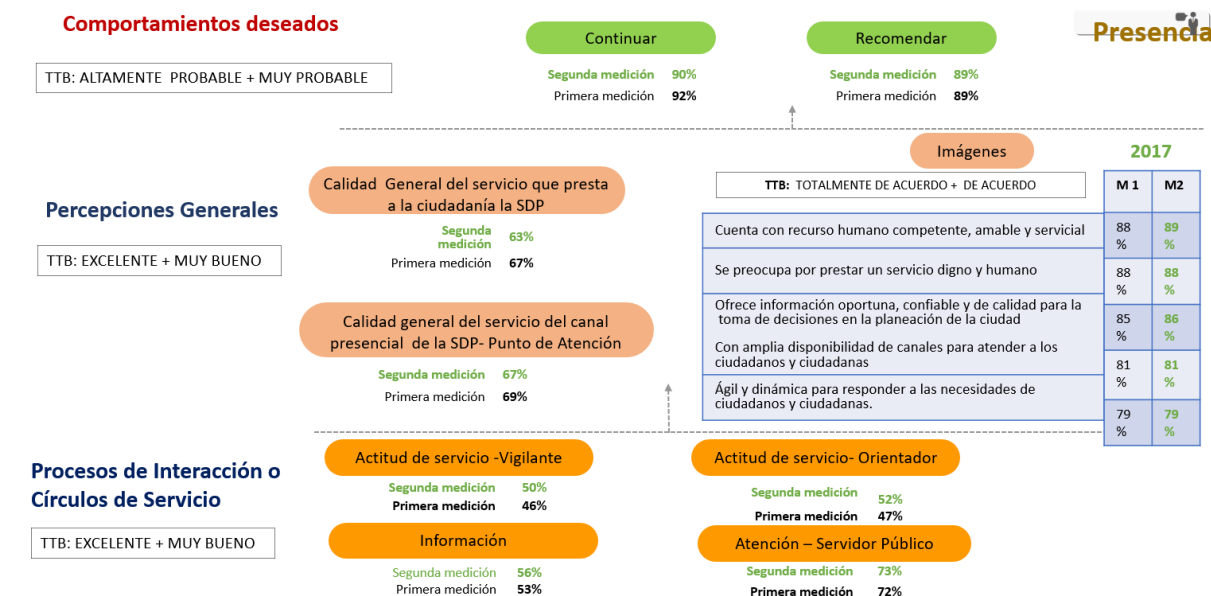 Comportamientos deseados
Presencia
TTB: ALTAMENTE PROBABLE + MUY PROBABLE
Continuar
Segunda medición 90%
Primera medición 92%
Recomendar
Segunda medición 89%
Primera medición 89%
Percepciones Generales
TTB: EXCELENTE + MUY BUENO
Calidad General del servicio que presta
a la ciudadanía la SDP
Segunda
medición 63%
Primera medición 67%
Calidad general del servicio del canal
presencial de la SDP- Punto de Atención
Segunda medición 67%
Primera medición 69%
Imágenes
2017
TTB: TOTALMENTE DE ACUERDO + DE ACUERDO
M 1 M2
Cuenta con recurso humano competente, amable y servicial
88
%
89
%
Se preocupa por prestar un servicio digno y humano
88
%
88
%
Ofrece información oportuna, confiable y de calidad para la
toma de decisiones en la planeación de la ciudad
85
%
86
%
Con amplia disponibilidad de canales para atender a los
ciudadanos y ciudadanas
81
%
81
%
Ágil y dinámica para responder a las necesidades de
ciudadanos y ciudadanas.
79
%
79
%
Procesos de Interacción o
Círculos de Servicio
TTB: EXCELENTE + MUY BUENO
Actitud de servicio -Vigilante
Segunda medición 50%
Primera medición 46%
Actitud de servicio- Orientador
Segunda medición 52%
Primera medición 47%
Información
Segunda medición 56%
Primera medición 53%
Atención – Servidor Público
Segunda medición 73%
Primera medición 72%